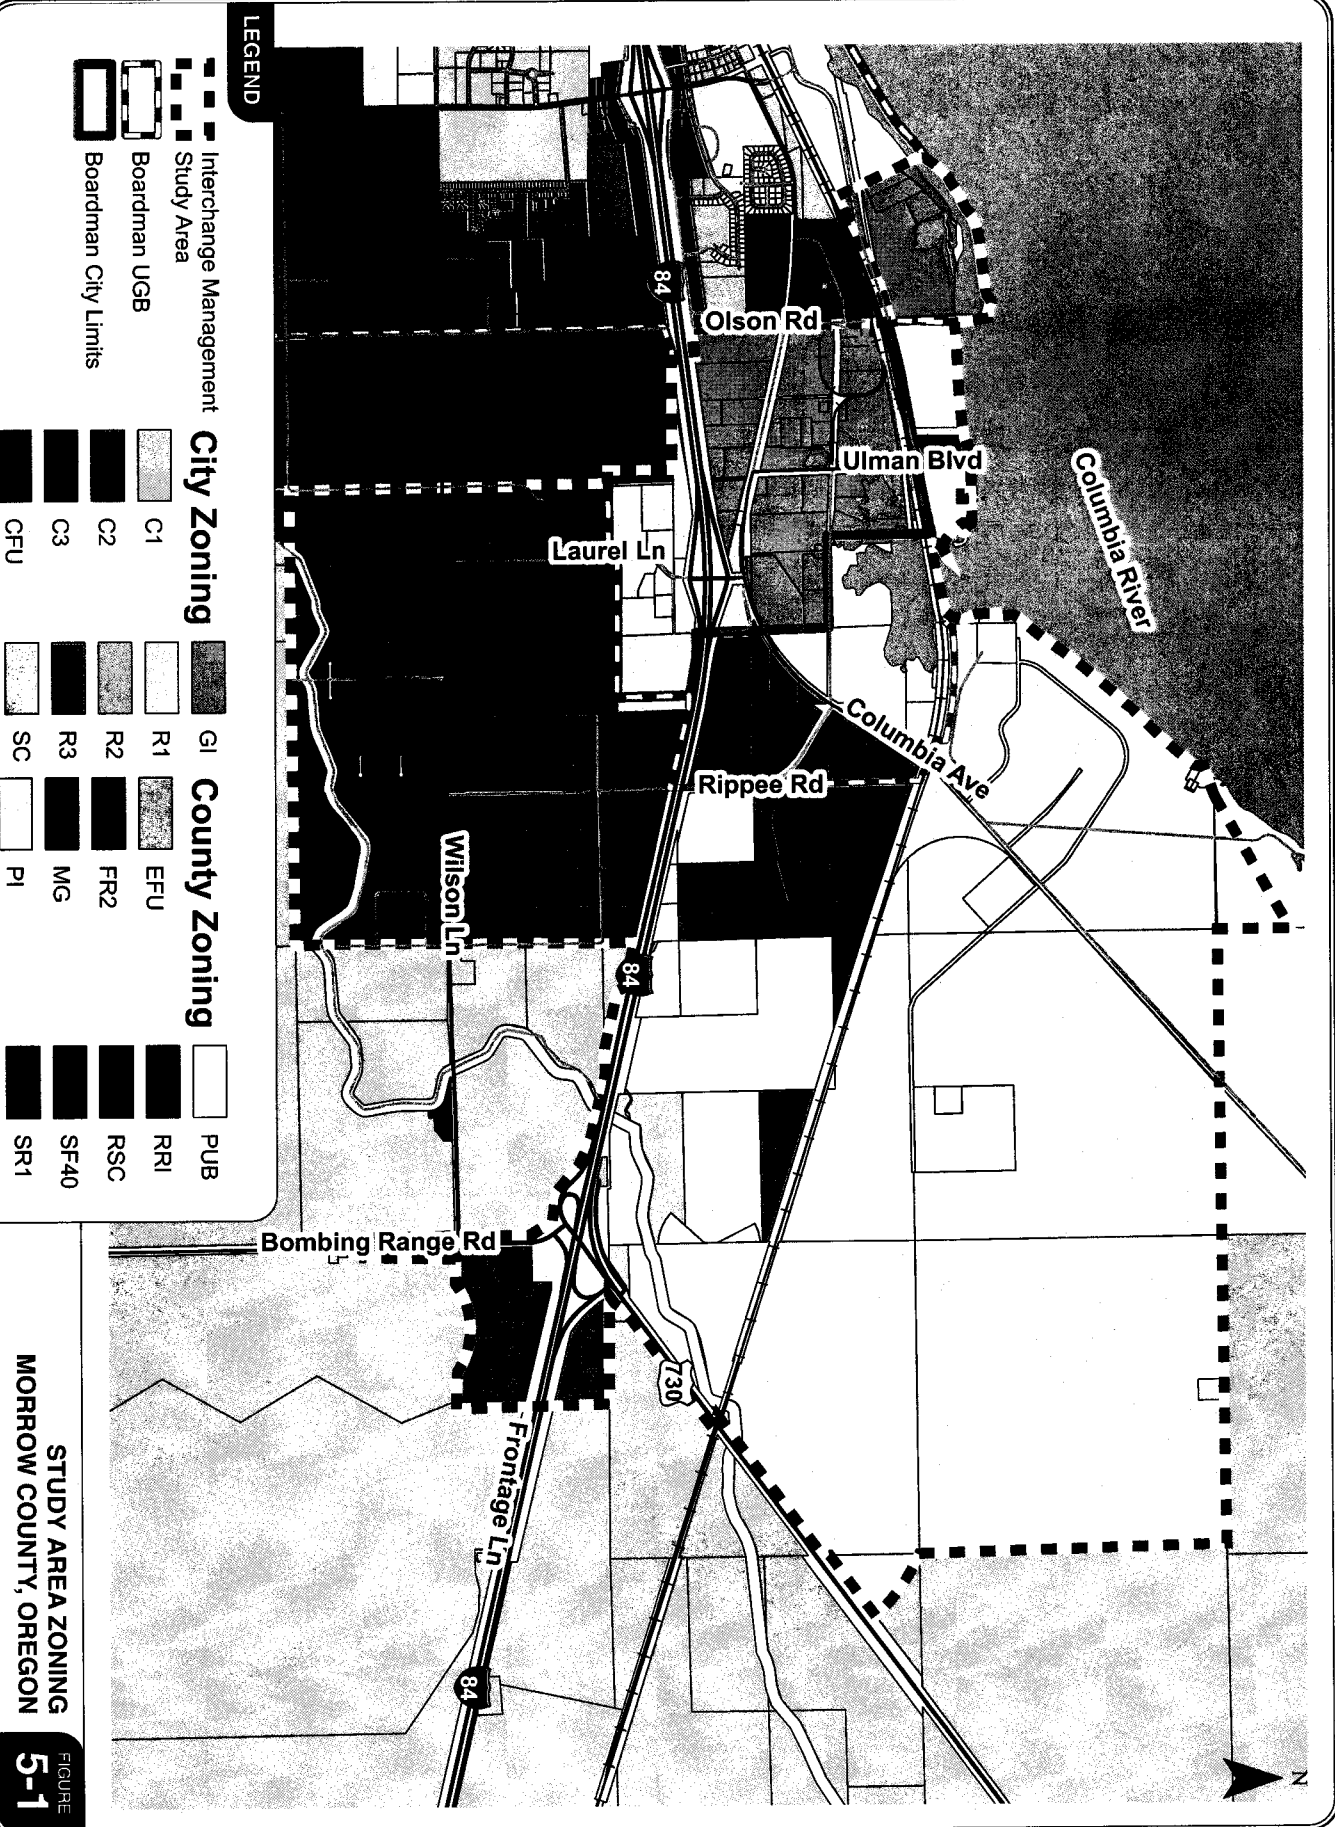 Columbia River
Olson Rd
Ulman Blvd
Laurel Ln
Columbia Ave
Rippee Rd
Wilson Ln
Bombing Range Rd
Frontage Ln
84
84
84
730
N
LEGEND
Interchange Management
Study Area
Boardman UGB
Boardman City Limits
City Zoning
C1
C2
C3
CFU
GI
R1
R2
R3
SC
County Zoning
EFU
FR2
MG
PI
PUB
RRI
RSC
SF40
SR1
STUDY AREA ZONING
MORROW COUNTY, OREGON
FIGURE
5-1